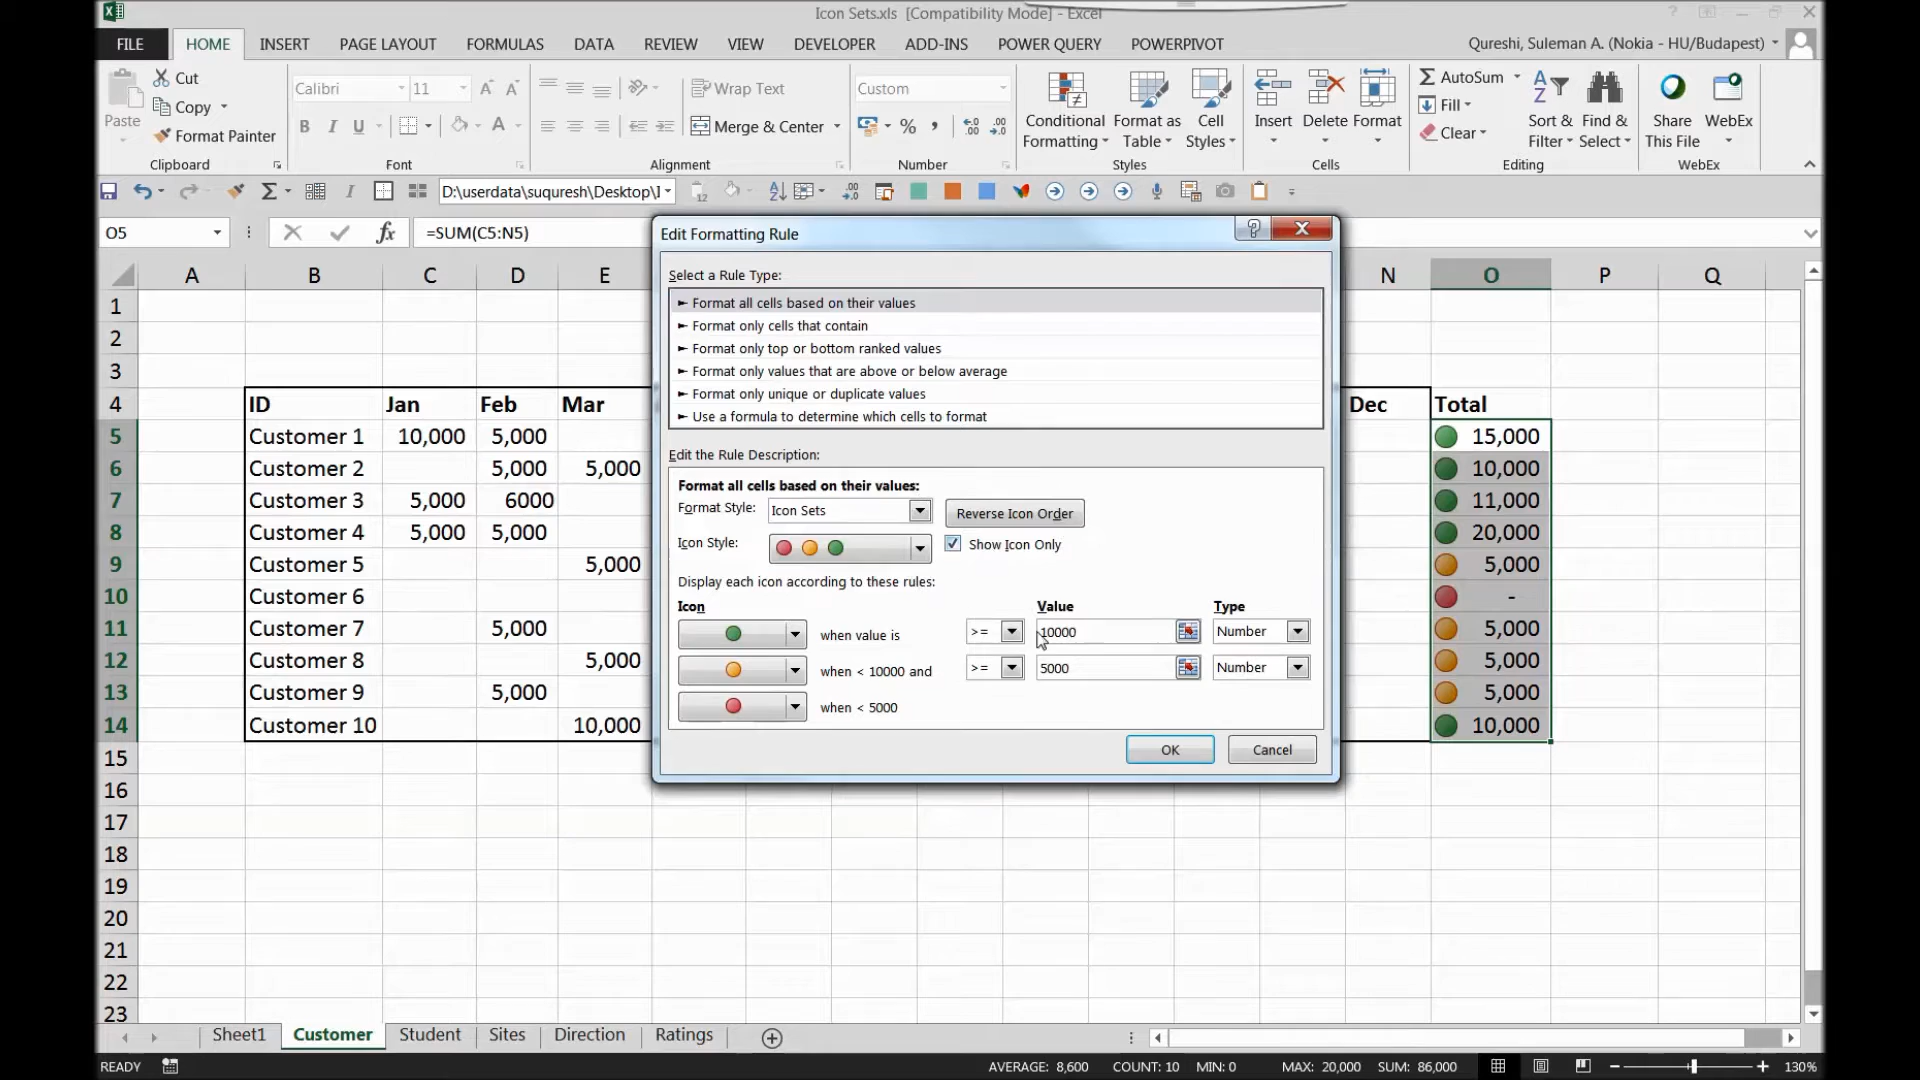 Icon Sets.xls [Compatibility Mode] - Excel
FILE HOME INSERT PAGE LAYOUT FORMULAS DATA REVIEW VIEW DEVELOPER ADD-INS POWER QUERY POWERPIVOT Qureshi, Suleman A. (Nokia - HU/Budapest)
Cut
Copy
Format Painter
Paste
Clipboard
Calibri 11
B I U
Font
Wrap Text
Merge & Center
Alignment
Custom
Number
Conditional Formatting
Format as Table
Cell Styles
Styles
Insert Delete Format
Cells
AutoSum
Fill
Clear
Sort & Filter
Find & Select
Editing
Share This File
WebEx
WebEx
D:\userdata\suquresh\Desktop\I
O5 fx =SUM(C5:N5)
A B C D E N O P Q
1
2
3
4 ID Jan Feb Mar Dec Total
5 Customer 1 10,000 5,000 15,000
6 Customer 2 5,000 5,000 10,000
7 Customer 3 5,000 6000 11,000
8 Customer 4 5,000 5,000 20,000
9 Customer 5 5,000 5,000
10 Customer 6 -
11 Customer 7 5,000 5,000
12 Customer 8 5,000 5,000
13 Customer 9 5,000 5,000
14 Customer 10 10,000 10,000
15
16
17
18
19
20
21
22
23
Edit Formatting Rule
Select a Rule Type:
► Format all cells based on their values
► Format only cells that contain
► Format only top or bottom ranked values
► Format only values that are above or below average
► Format only unique or duplicate values
► Use a formula to determine which cells to format
Edit the Rule Description:
Format all cells based on their values:
Format Style: Icon Sets Reverse Icon Order
Icon Style: Show Icon Only
Display each icon according to these rules:
Icon Value Type
when value is >= 10000 Number
when < 10000 and >= 5000 Number
when < 5000
OK Cancel
Sheet1 Customer Student Sites Direction Ratings
READY AVERAGE: 8,600 COUNT: 10 MIN: 0 MAX: 20,000 SUM: 86,000 130%